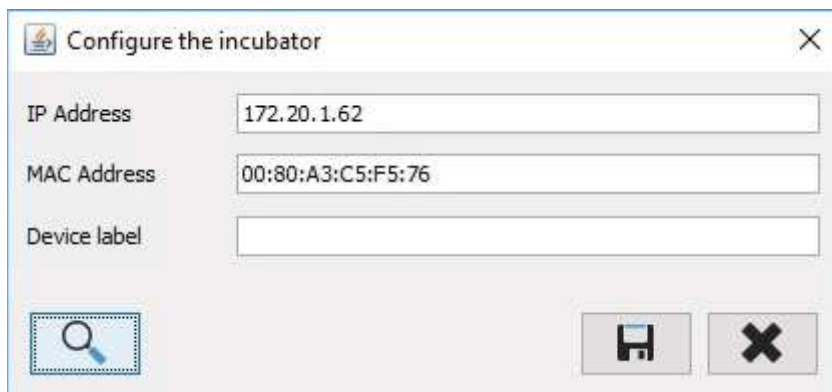 Configure the incubator
IP Address 172.20.1.62
MAC Address 00:80:A3:C5:F5:76
Device label